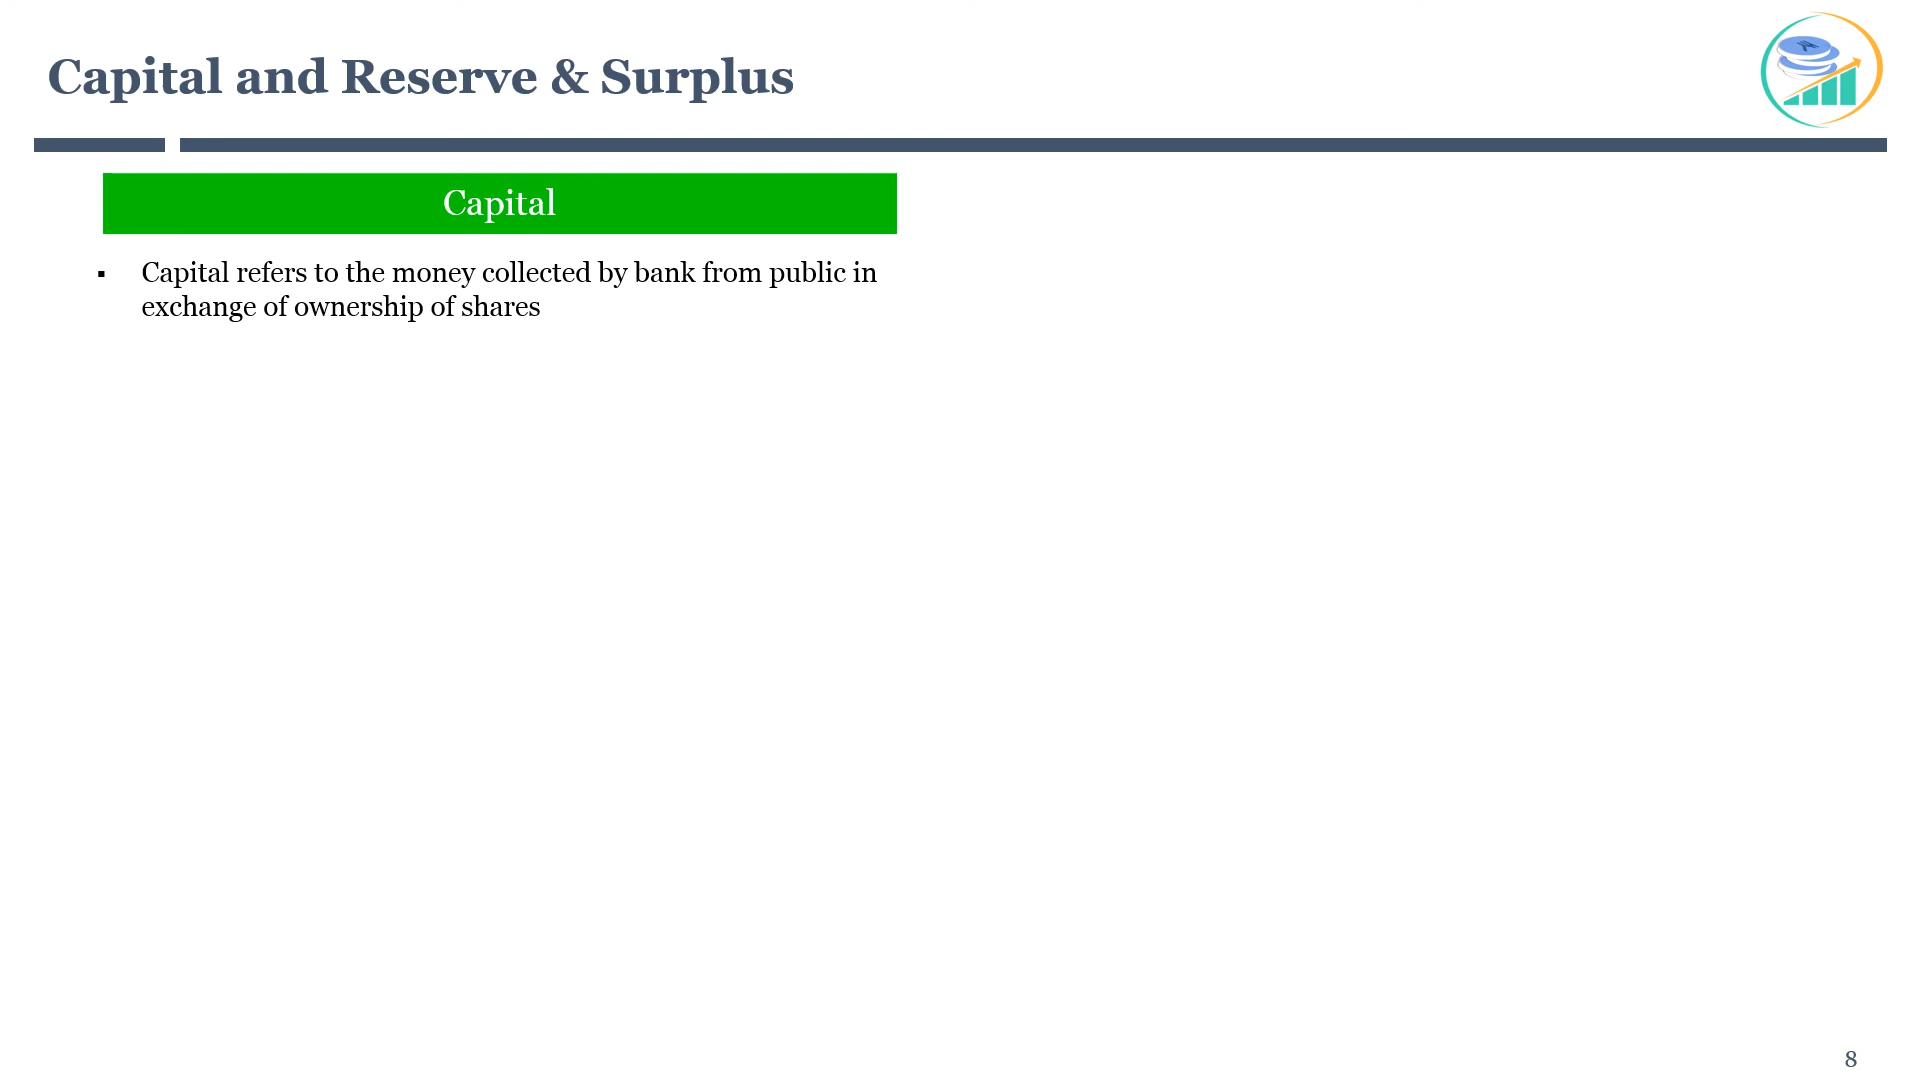 Capital and Reserve & Surplus
Capital
▪ Capital refers to the money collected by bank from public in
exchange of ownership of shares
8